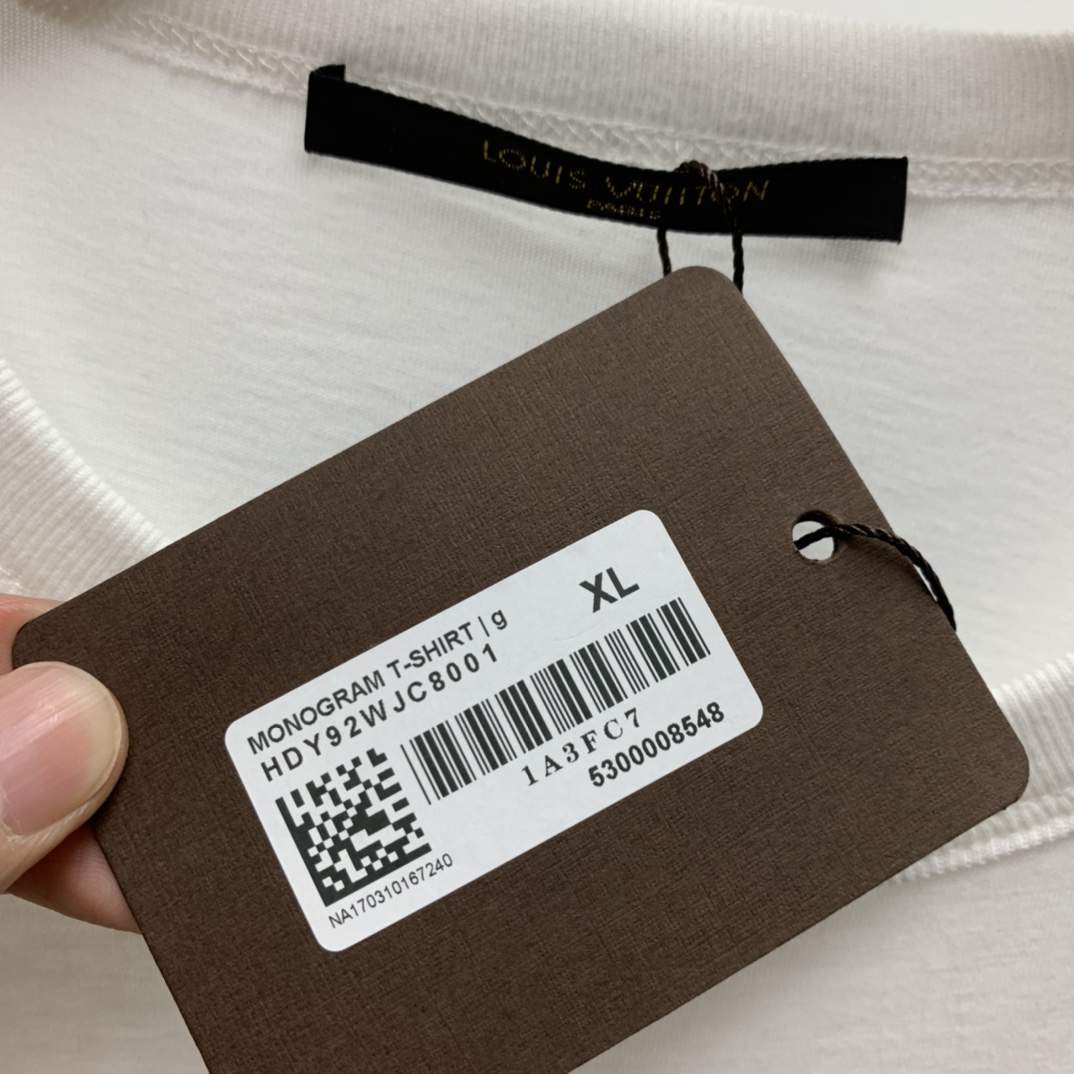 LOUIS VUITTON
PARIS
XL
MONOGRAM T-SHIRT | g
HDY92WJC8001
1A3FC7
5300008548
NA170310167240